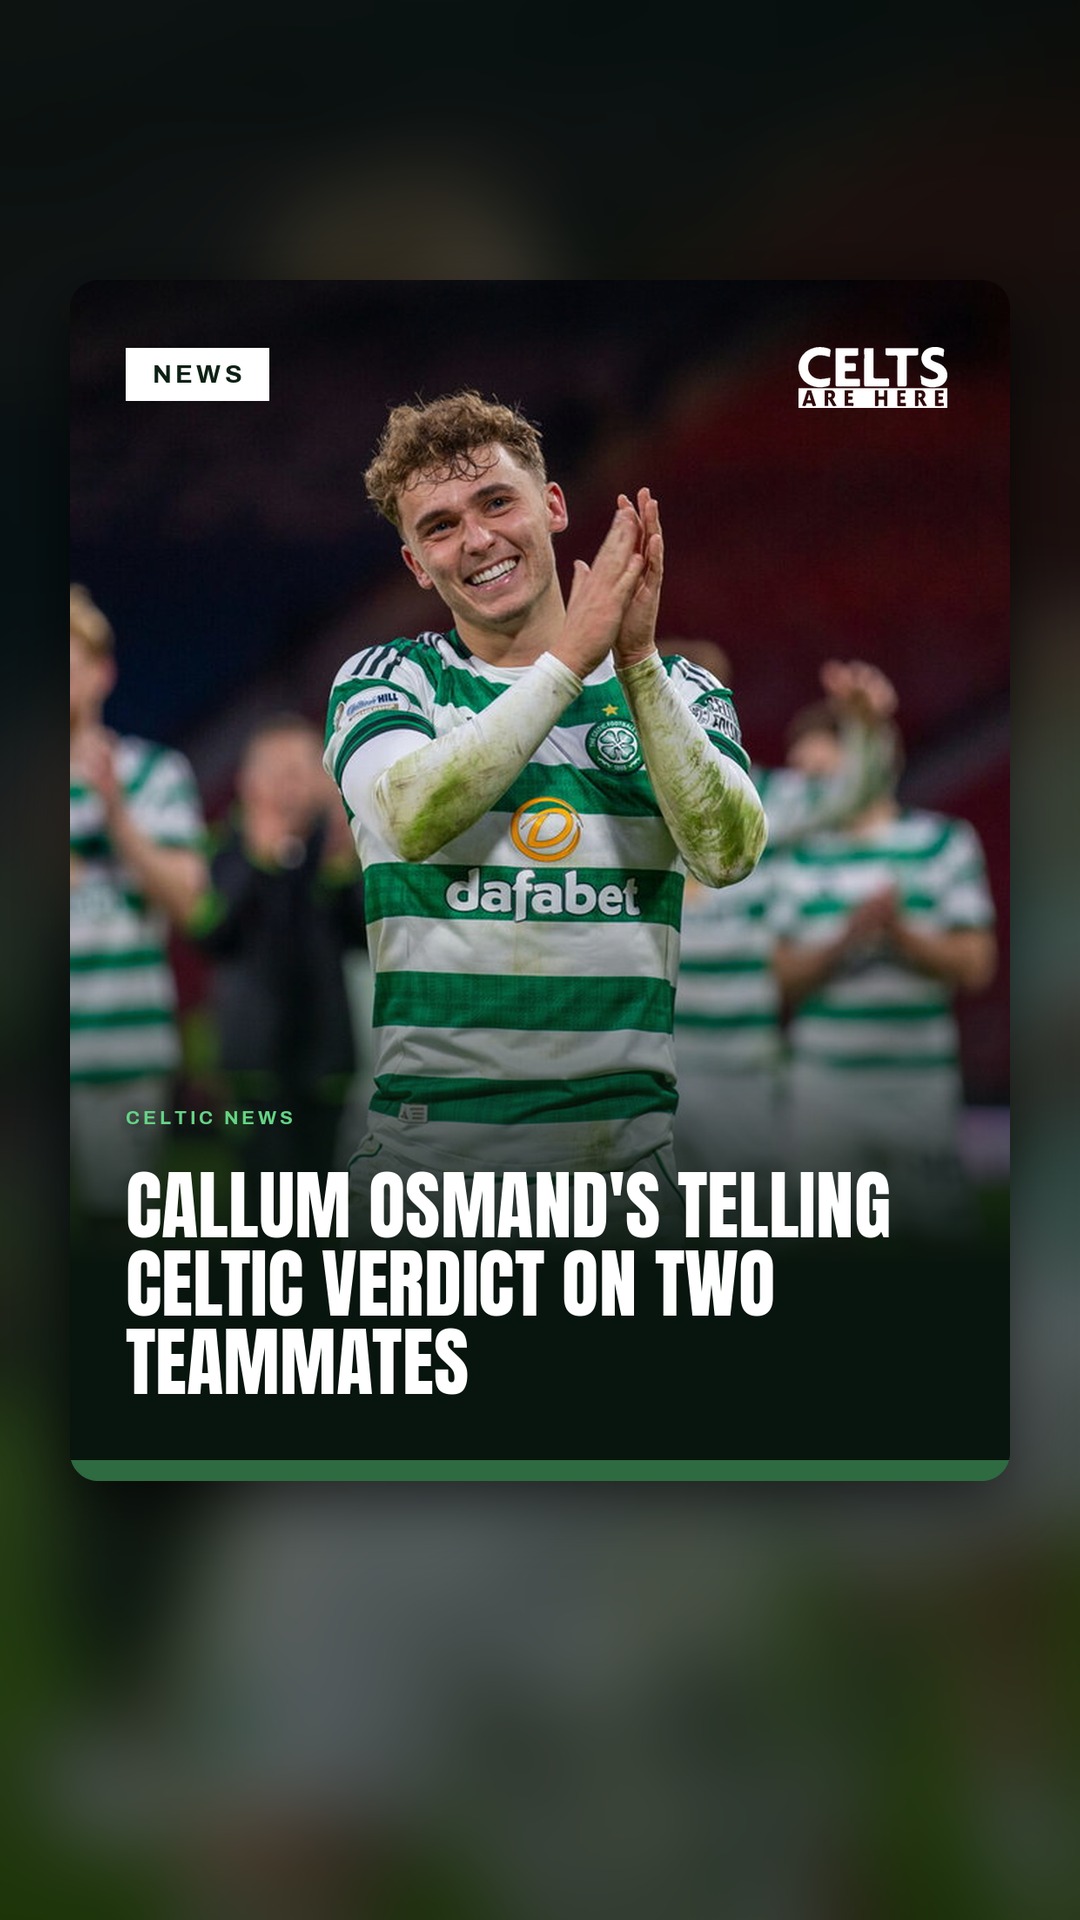 NEWS
CELTS
ARE HERE
dafabet
CELTIC NEWS
CALLUM OSMAND'S TELLING
CELTIC VERDICT ON TWO
TEAMMATES